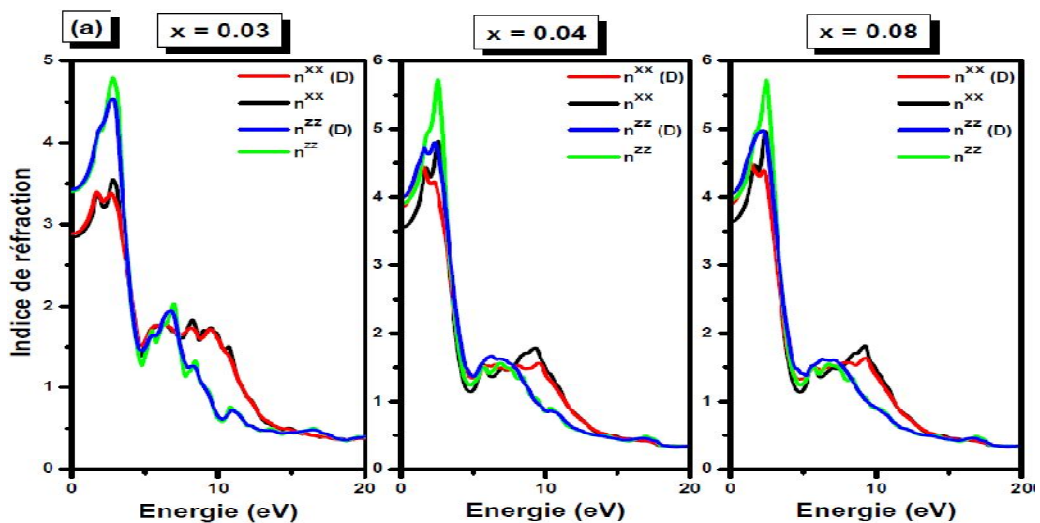 (a)
x = 0.03
x = 0.04
x = 0.08
Indice de réfraction
5
4
3
2
1
0
n^xx (D)
n^xx
n^zz (D)
n^zz
0
10
20
Energie (eV)
6
5
4
3
2
1
0
n^xx (D)
n^xx
n^zz (D)
n^zz
0
10
20
Energie (eV)
6
5
4
3
2
1
0
n^xx (D)
n^xx
n^zz (D)
n^zz
0
10
20
Energie (eV)